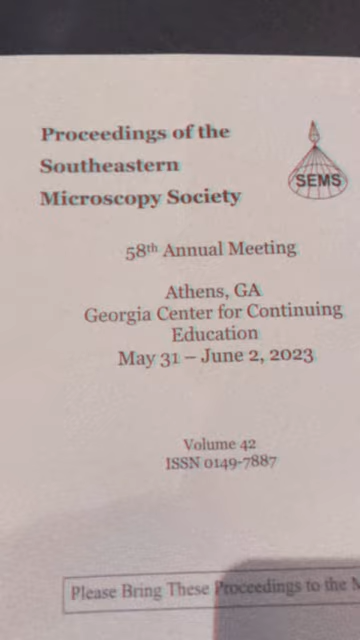 Proceedings of the
Southeastern
Microscopy Society
SEMS
58th Annual Meeting
Athens, GA
Georgia Center for Continuing
Education
May 31 – June 2, 2023
Volume 42
ISSN 0149-7887
Please Bring These Proceedings to the